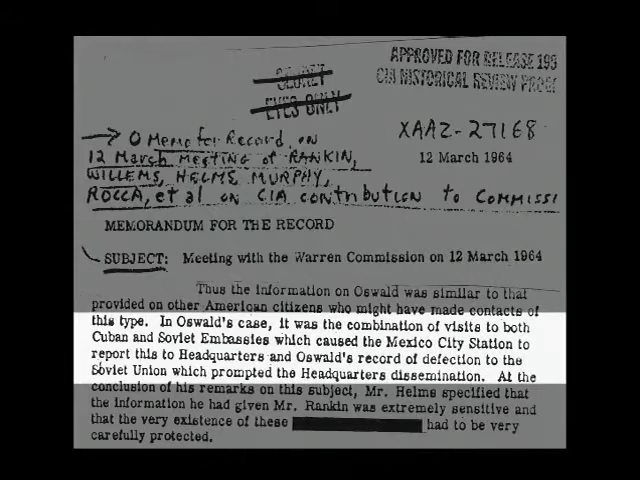 APPROVED FOR RELEASE 199
CIA HISTORICAL REVIEW PROG
SECRET
EYES ONLY
→ O Memo for Record, on
12 March MEETING of RANKIN,
WILLEMS, HELMS, MURPHY,
ROCCA, et al ON CIA CONTRIBUTION to COMMISSI
XAAZ-27168
12 March 1964
MEMORANDUM FOR THE RECORD
SUBJECT: Meeting with the Warren Commission on 12 March 1964
Thus the information on Oswald was similar to that
provided on other American citizens who might have made contacts of
this type. In Oswald's case, it was the combination of visits to both
Cuban and Soviet Embassies which caused the Mexico City Station to
report this to Headquarters and Oswald's record of defection to the
Soviet Union which prompted the Headquarters dissemination. At the
conclusion of his remarks on this subject, Mr. Helms specified that
the information he had given Mr. Rankin was extremely sensitive and
that the very existence of these had to be very
carefully protected.